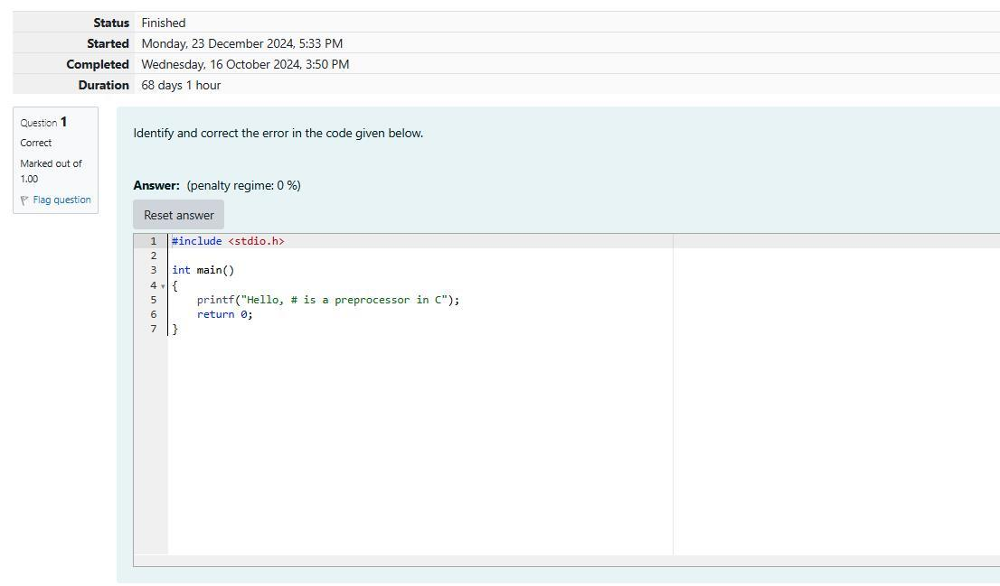 Status Finished
Started Monday, 23 December 2024, 5:33 PM
Completed Wednesday, 16 October 2024, 3:50 PM
Duration 68 days 1 hour
Question 1
Correct
Marked out of
1.00
Flag question
Identify and correct the error in the code given below.
Answer: (penalty regime: 0 %)
Reset answer
1 #include <stdio.h>
2
3 int main()
4 {
5     printf("Hello, # is a preprocessor in C");
6     return 0;
7 }